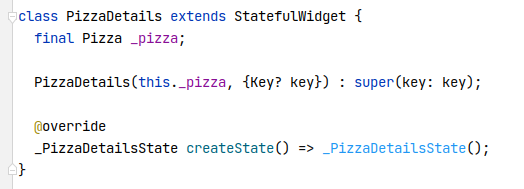 class PizzaDetails extends StatefulWidget {
  final Pizza _pizza;

  PizzaDetails(this._pizza, {Key? key}) : super(key: key);

  @override
  _PizzaDetailsState createState() => _PizzaDetailsState();
}